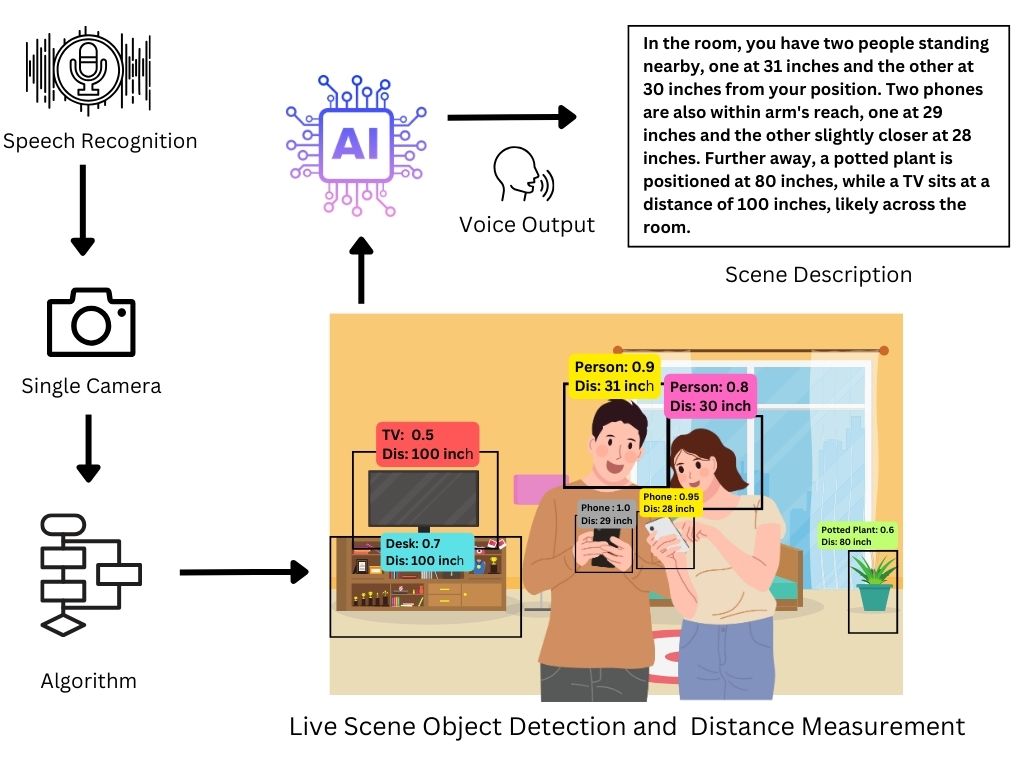 Speech Recognition
Single Camera
Algorithm
AI
Voice Output
In the room, you have two people standing
nearby, one at 31 inches and the other at
30 inches from your position. Two phones
are also within arm's reach, one at 29
inches and the other slightly closer at 28
inches. Further away, a potted plant is
positioned at 80 inches, while a TV sits at a
distance of 100 inches, likely across the
room.
Scene Description
Person: 0.9
Dis: 31 inch
Person: 0.8
Dis: 30 inch
TV: 0.5
Dis: 100 inch
Phone : 1.0
Dis: 29 inch
Phone : 0.95
Dis: 28 inch
Potted Plant: 0.6
Dis: 80 inch
Desk: 0.7
Dis: 100 inch
Live Scene Object Detection and Distance Measurement